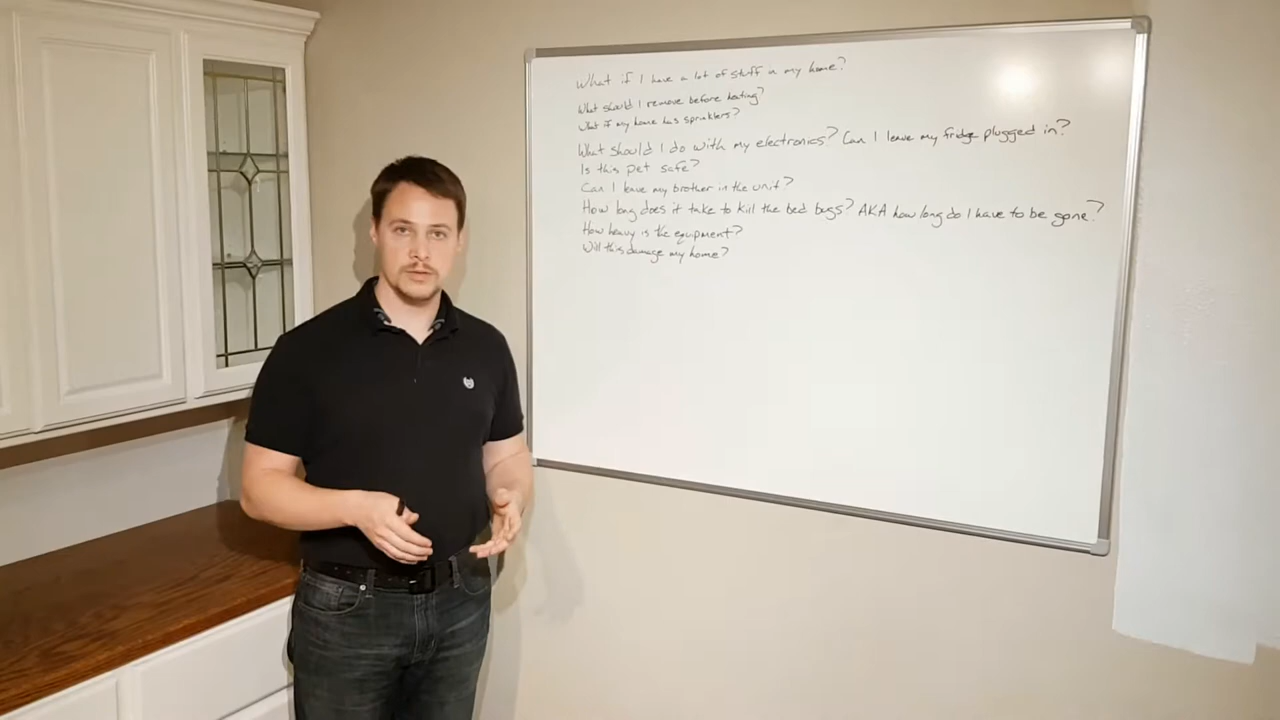 What if I have a lot of stuff in my home?
What should I remove before heating?
What if my home has sprinklers?
What should I do with my electronics? Can I leave my fridge plugged in?
Is this pet safe?
Can I leave my brother in the unit?
How long does it take to kill the bed bugs? AKA how long do I have to be gone?
How heavy is the equipment?
Will this damage my home?